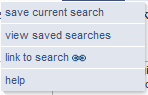 save current search
view saved searches
link to search
help